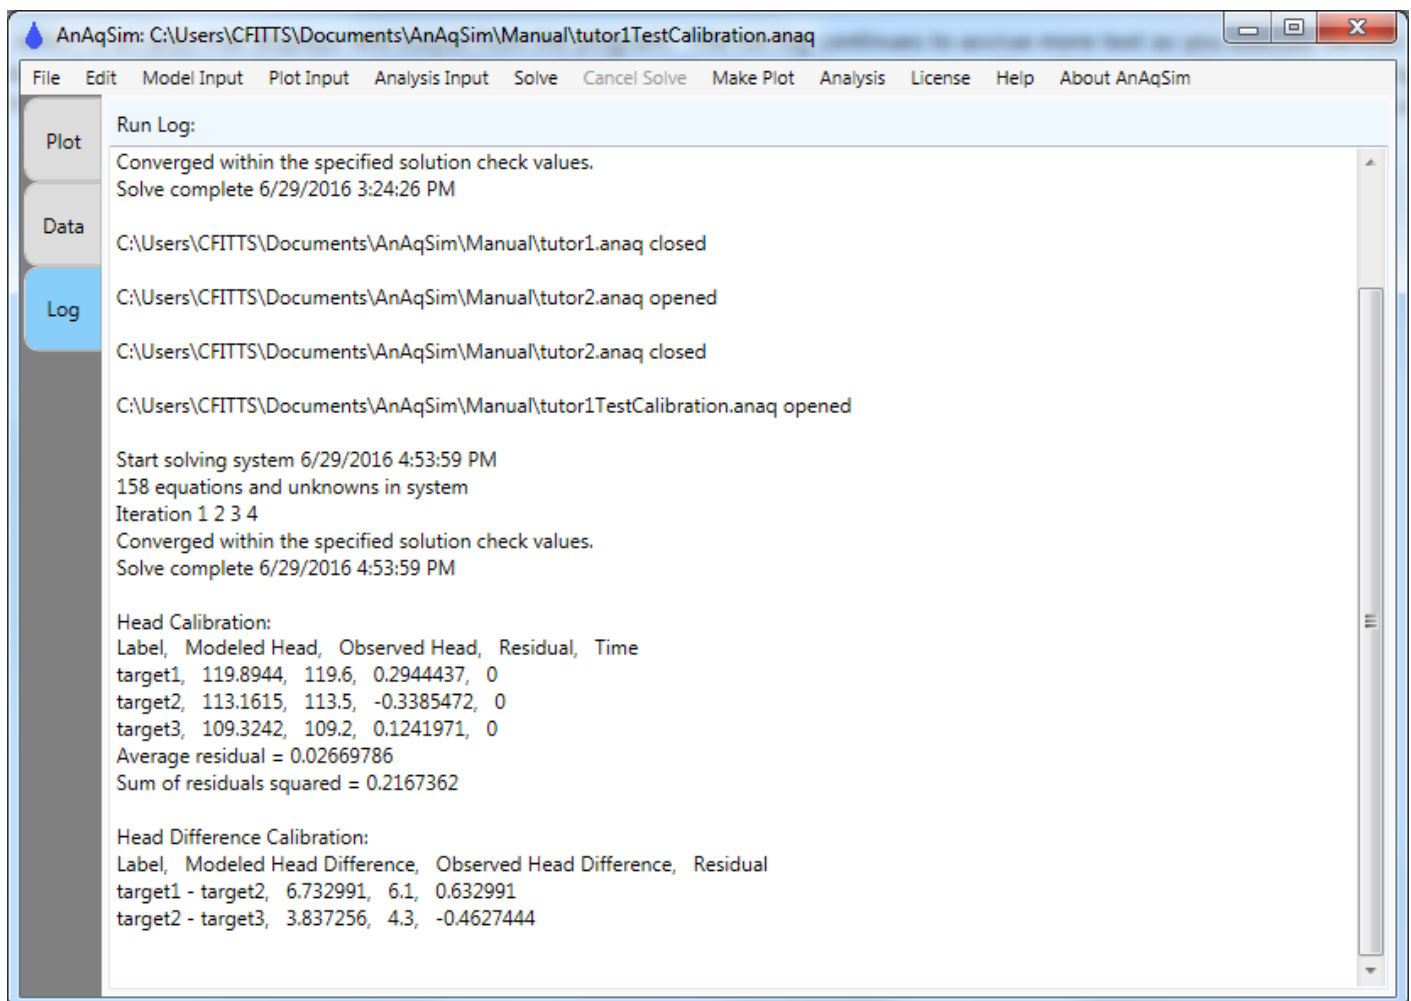 AnAqSim: C:\Users\CFITTS\Documents\AnAqSim\Manual\tutor1TestCalibration.anaq
File Edit Model Input Plot Input Analysis Input Solve Cancel Solve Make Plot Analysis License Help About AnAqSim
Plot
Data
Log
Run Log:
Converged within the specified solution check values.
Solve complete 6/29/2016 3:24:26 PM
C:\Users\CFITTS\Documents\AnAqSim\Manual\tutor1.anaq closed
C:\Users\CFITTS\Documents\AnAqSim\Manual\tutor2.anaq opened
C:\Users\CFITTS\Documents\AnAqSim\Manual\tutor2.anaq closed
C:\Users\CFITTS\Documents\AnAqSim\Manual\tutor1TestCalibration.anaq opened
Start solving system 6/29/2016 4:53:59 PM
158 equations and unknowns in system
Iteration 1 2 3 4
Converged within the specified solution check values.
Solve complete 6/29/2016 4:53:59 PM
Head Calibration:
Label, Modeled Head, Observed Head, Residual, Time
target1, 119.8944, 119.6, 0.2944437, 0
target2, 113.1615, 113.5, -0.3385472, 0
target3, 109.3242, 109.2, 0.1241971, 0
Average residual = 0.02669786
Sum of residuals squared = 0.2167362
Head Difference Calibration:
Label, Modeled Head Difference, Observed Head Difference, Residual
target1 - target2, 6.732991, 6.1, 0.632991
target2 - target3, 3.837256, 4.3, -0.4627444